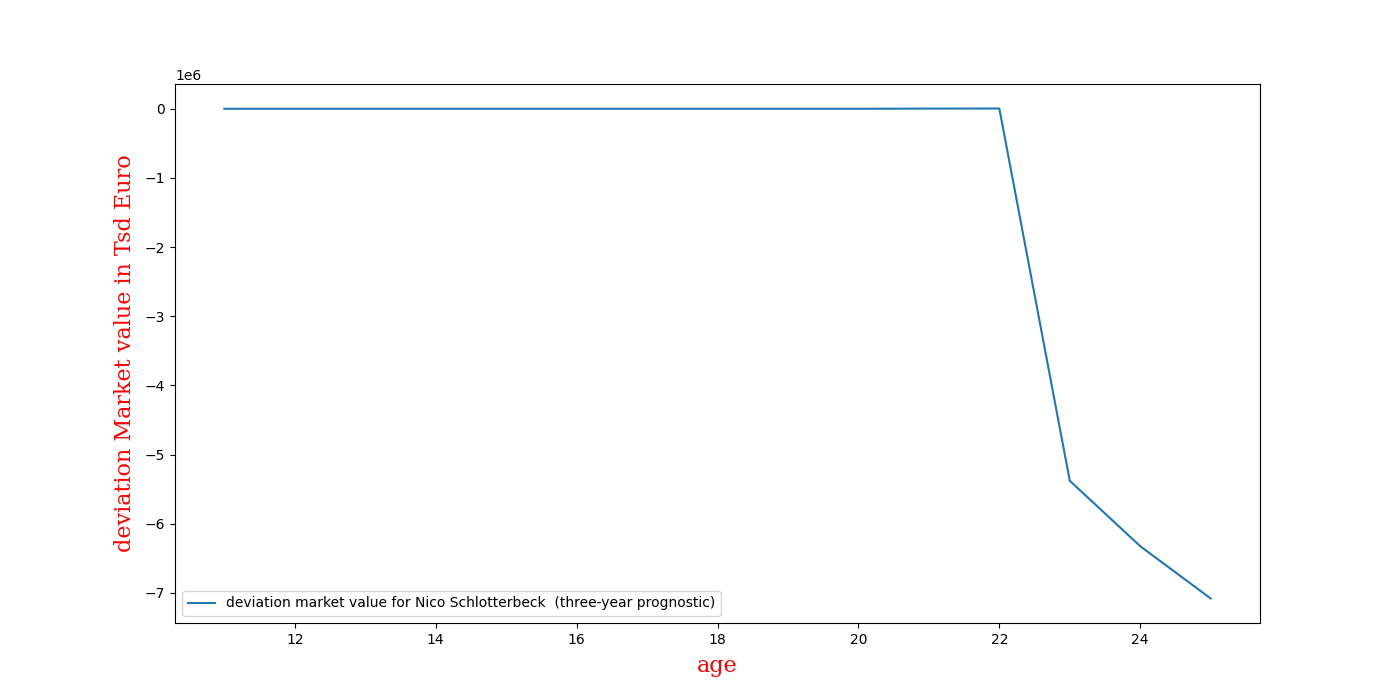 1e6
0
−1
−2
−3
−4
−5
−6
−7
deviation Market value in Tsd Euro
deviation market value for Nico Schlotterbeck  (three-year prognostic)
12 14 16 18 20 22 24
age